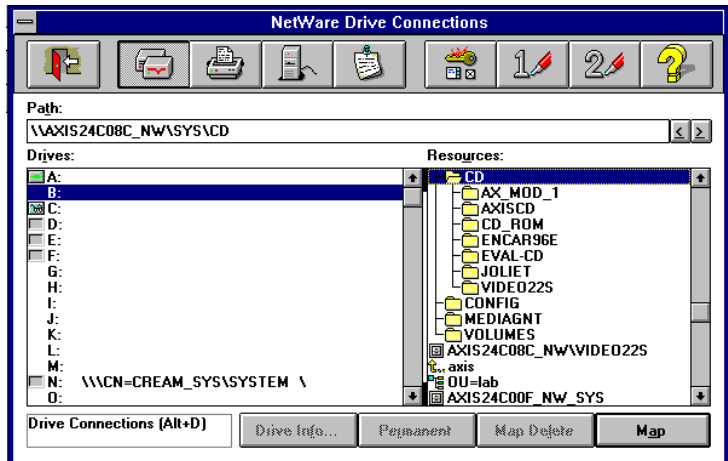 NetWare Drive Connections
1 2 ?
Path:
\\AXIS24C08C_NW\SYS\CD
Drives:
A:
B:
C:
D:
E:
F:
G:
H:
I:
J:
K:
L:
M:
N: \\\CN=CREAM_SYS\SYSTEM \
O:
Resources:
CD
AX_MOD_1
AXISCD
CD_ROM
ENCAR96E
EVAL-CD
JOLIET
VIDEO22S
CONFIG
MEDIAGNT
VOLUMES
AXIS24C08C_NW\VIDEO22S
axis
OU=lab
AXIS24C00F_NW_SYS
Drive Connections (Alt+D)
Drive Info...
Permanent
Map Delete
Map